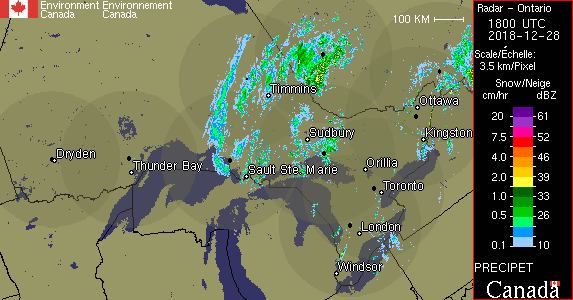 Environment Environnement
Canada Canada
100 KM
Timmins
Ottawa
Sudbury
Kingston
Dryden
Thunder Bay
Sault Ste. Marie
Orillia
Toronto
London
Windsor
Radar - Ontario
1800 UTC
2018-12-28
Scale/Échelle:
3.5 km/Pixel
Snow/Neige
cm/hr dBZ
20 61
7.5 52
4.0 46
2.0 39
1.0 33
0.5 26
0.1 10
PRECIPET
Canada